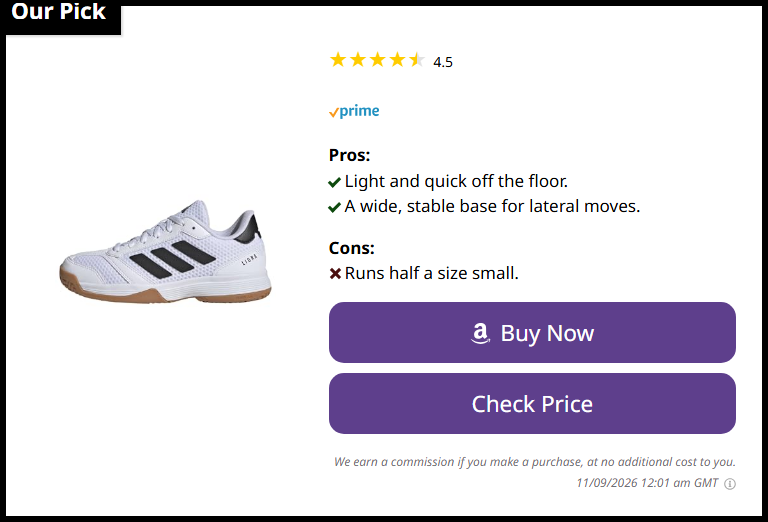 Our Pick
4.5
prime
Pros:
Light and quick off the floor.
A wide, stable base for lateral moves.
Cons:
Runs half a size small.
LIGRA
Buy Now
Check Price
We earn a commission if you make a purchase, at no additional cost to you.
11/09/2026 12:01 am GMT